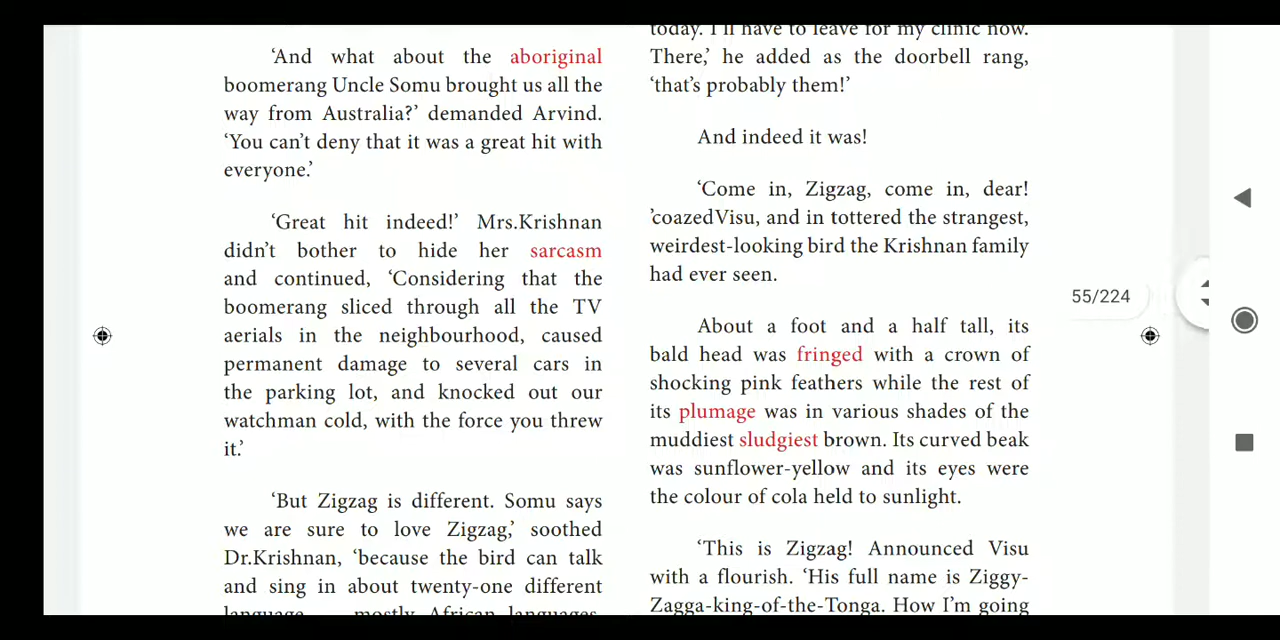 ‘And what about the aboriginal
boomerang Uncle Somu brought us all the
way from Australia?’ demanded Arvind.
‘You can’t deny that it was a great hit with
everyone.’
‘Great hit indeed!’ Mrs.Krishnan
didn’t bother to hide her sarcasm
and continued, ‘Considering that the
boomerang sliced through all the TV
aerials in the neighbourhood, caused
permanent damage to several cars in
the parking lot, and knocked out our
watchman cold, with the force you threw
it.’
‘But Zigzag is different. Somu says
we are sure to love Zigzag,’ soothed
Dr.Krishnan, ‘because the bird can talk
and sing in about twenty-one different
language mostly African languages,
today. I’ll have to leave for my clinic now.
There,’ he added as the doorbell rang,
‘that’s probably them!’
And indeed it was!
‘Come in, Zigzag, come in, dear!
’coazedVisu, and in tottered the strangest,
weirdest-looking bird the Krishnan family
had ever seen.
About a foot and a half tall, its
bald head was fringed with a crown of
shocking pink feathers while the rest of
its plumage was in various shades of the
muddiest sludgiest brown. Its curved beak
was sunflower-yellow and its eyes were
the colour of cola held to sunlight.
‘This is Zigzag! Announced Visu
with a flourish. ‘His full name is Ziggy-
Zagga-king-of-the-Tonga. How I’m going
55/224